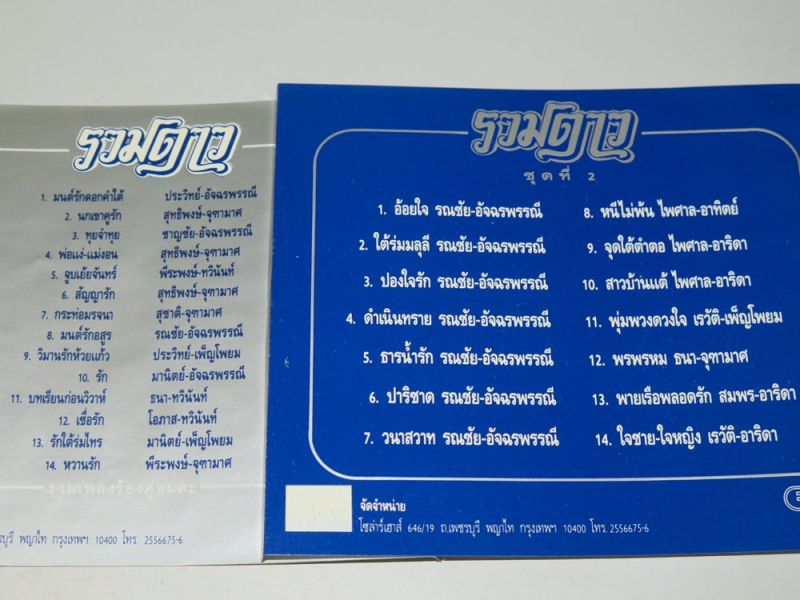 รวมดาว
1. มนต์รักดอกคำใต้ ประวิทย์-อัจฉรพรรณี
2. นกเขาคูรัก สุทธิพงษ์-จุฑามาศ
3. ทุยจ๋าทุย ชาญชัย-อัจฉรพรรณี
4. พ่อแง่-แม่งอน สุทธิพงษ์-จุฑามาศ
5. จูบเย้ยจันทร์ พีระพงษ์-ทวินันท์
6. สัญญารัก สุทธิพงษ์-จุฑามาศ
7. กระท่อมรจนา สุชาติ-จุฑามาศ
8. มนต์รักอสูร รณชัย-อัจฉรพรรณี
9. วิมานรักห้วยแก้ว ประวิทย์-เพ็ญโพยม
10. รัก มานิตย์-อัจฉรพรรณี
11. บทเรียนก่อนวิวาห์ ธนา-ทวินันท์
12. เชื่อรัก โอภาส-ทวินันท์
13. รักใต้ร่มไทร มานิตย์-เพ็ญโพยม
14. หวานรัก พีระพงษ์-จุฑามาศ
รวมเพลงร้องคู่อมตะ
ชรบุรี พญาไท กรุงเทพฯ 10400 โทร. 2556675-6
รวมดาว
ชุดที่ 2
1. อ้อยใจ รณชัย-อัจฉรพรรณี
2. ใต้ร่มมลุลี รณชัย-อัจฉรพรรณี
3. ปองใจรัก รณชัย-อัจฉรพรรณี
4. ดำเนินทราย รณชัย-อัจฉรพรรณี
5. ธารน้ำรัก รณชัย-อัจฉรพรรณี
6. ปาริชาด รณชัย-อัจฉรพรรณี
7. วนาสวาท รณชัย-อัจฉรพรรณี
8. หนีไม่พ้น ไพศาล-อาทิตย์
9. จุดใต้ตำตอ ไพศาล-อาริดา
10. สาวบ้านแต้ ไพศาล-อาริดา
11. พุ่มพวงดวงใจ เรวัติ-เพ็ญโพยม
12. พรพรหม ธนา-จุฑามาศ
13. พายเรือพลอดรัก สมพร-อาริดา
14. ใจชาย-ใจหญิง เรวัติ-อาริดา
จัดจำหน่าย
โซล่าร์เฮาส์ 646/19 ถ.เพชรบุรี พญาไท กรุงเทพฯ 10400 โทร. 2556675-6